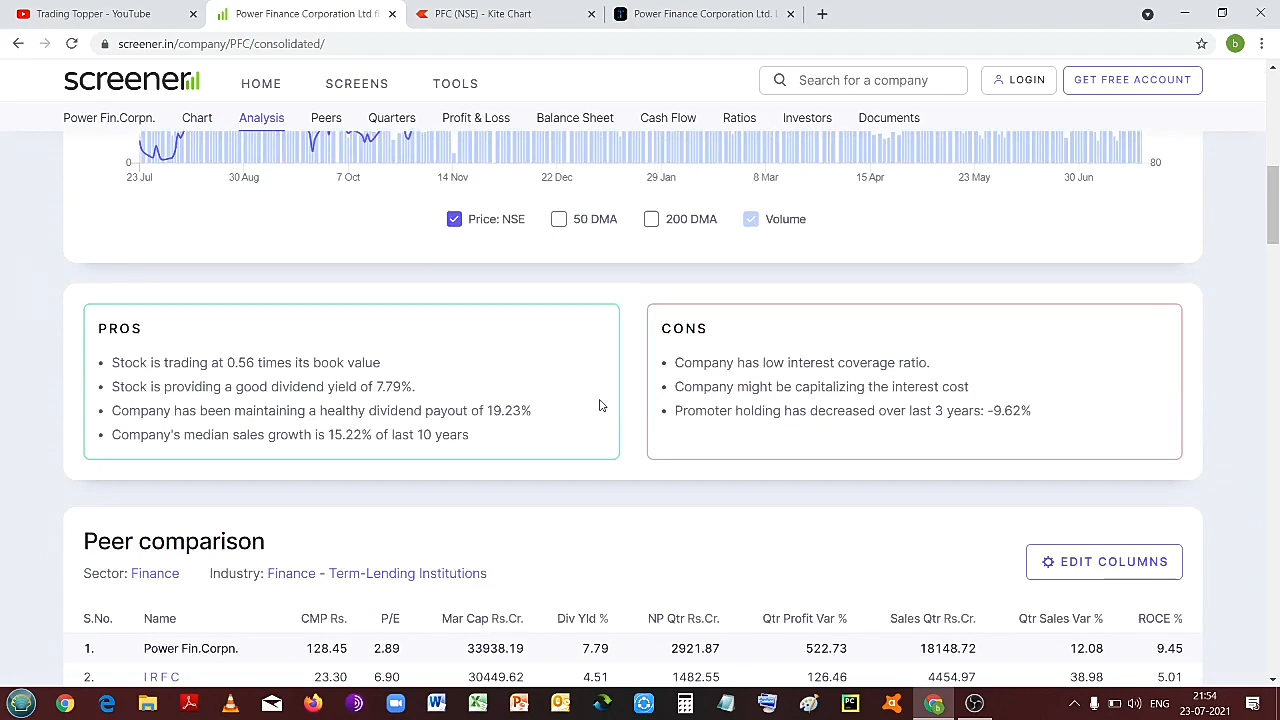 Trading Topper - YouTube
Power Finance Corporation Ltd fi
PFC (NSE) - Kite Chart
Power Finance Corporation Ltd. L
screener.in/company/PFC/consolidated/
b
screener
HOME
SCREENS
TOOLS
Search for a company
LOGIN
GET FREE ACCOUNT
Power Fin.Corpn.
Chart
Analysis
Peers
Quarters
Profit & Loss
Balance Sheet
Cash Flow
Ratios
Investors
Documents
0
80
23 Jul
30 Aug
7 Oct
14 Nov
22 Dec
29 Jan
8 Mar
15 Apr
23 May
30 Jun
Price: NSE
50 DMA
200 DMA
Volume
PROS
Stock is trading at 0.56 times its book value
Stock is providing a good dividend yield of 7.79%.
Company has been maintaining a healthy dividend payout of 19.23%
Company's median sales growth is 15.22% of last 10 years
CONS
Company has low interest coverage ratio.
Company might be capitalizing the interest cost
Promoter holding has decreased over last 3 years: -9.62%
Peer comparison
EDIT COLUMNS
Sector: Finance Industry: Finance - Term-Lending Institutions
S.No. Name CMP Rs. P/E Mar Cap Rs.Cr. Div Yld % NP Qtr Rs.Cr. Qtr Profit Var % Sales Qtr Rs.Cr. Qtr Sales Var % ROCE %
1. Power Fin.Corpn. 128.45 2.89 33938.19 7.79 2921.87 522.73 18148.72 12.08 9.45
2. I R F C 23.30 6.90 30449.62 4.51 1482.55 126.46 4454.97 38.98 5.01
ENG
21:54
23-07-2021